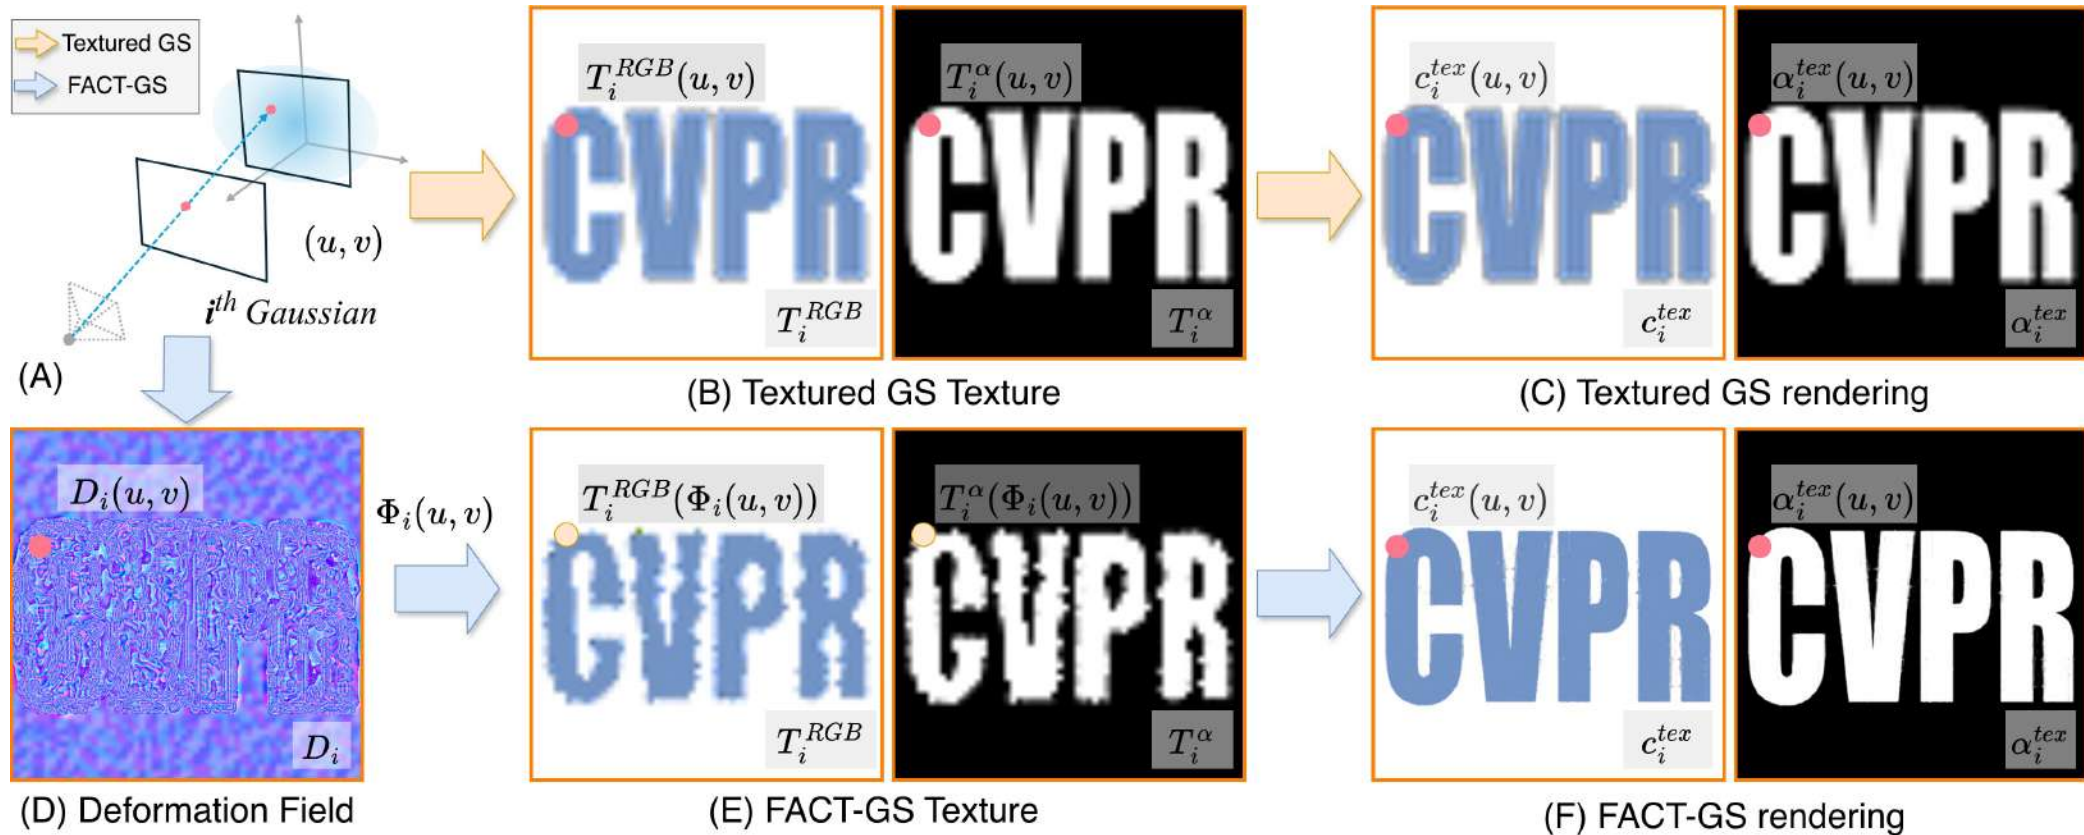 Textured GS
FACT-GS
(u, v)
i^{th} Gaussian
(A)
T_i^{RGB}(u, v)
CVPR
T_i^{RGB}
T_i^α(u, v)
CVPR
T_i^α
(B) Textured GS Texture
c_i^{tex}(u, v)
CVPR
c_i^{tex}
α_i^{tex}(u, v)
CVPR
α_i^{tex}
(C) Textured GS rendering
D_i(u, v)
D_i
(D) Deformation Field
Φ_i(u, v)
T_i^{RGB}(Φ_i(u, v))
CVPR
T_i^{RGB}
T_i^α(Φ_i(u, v))
CVPR
T_i^α
(E) FACT-GS Texture
c_i^{tex}(u, v)
CVPR
c_i^{tex}
α_i^{tex}(u, v)
CVPR
α_i^{tex}
(F) FACT-GS rendering